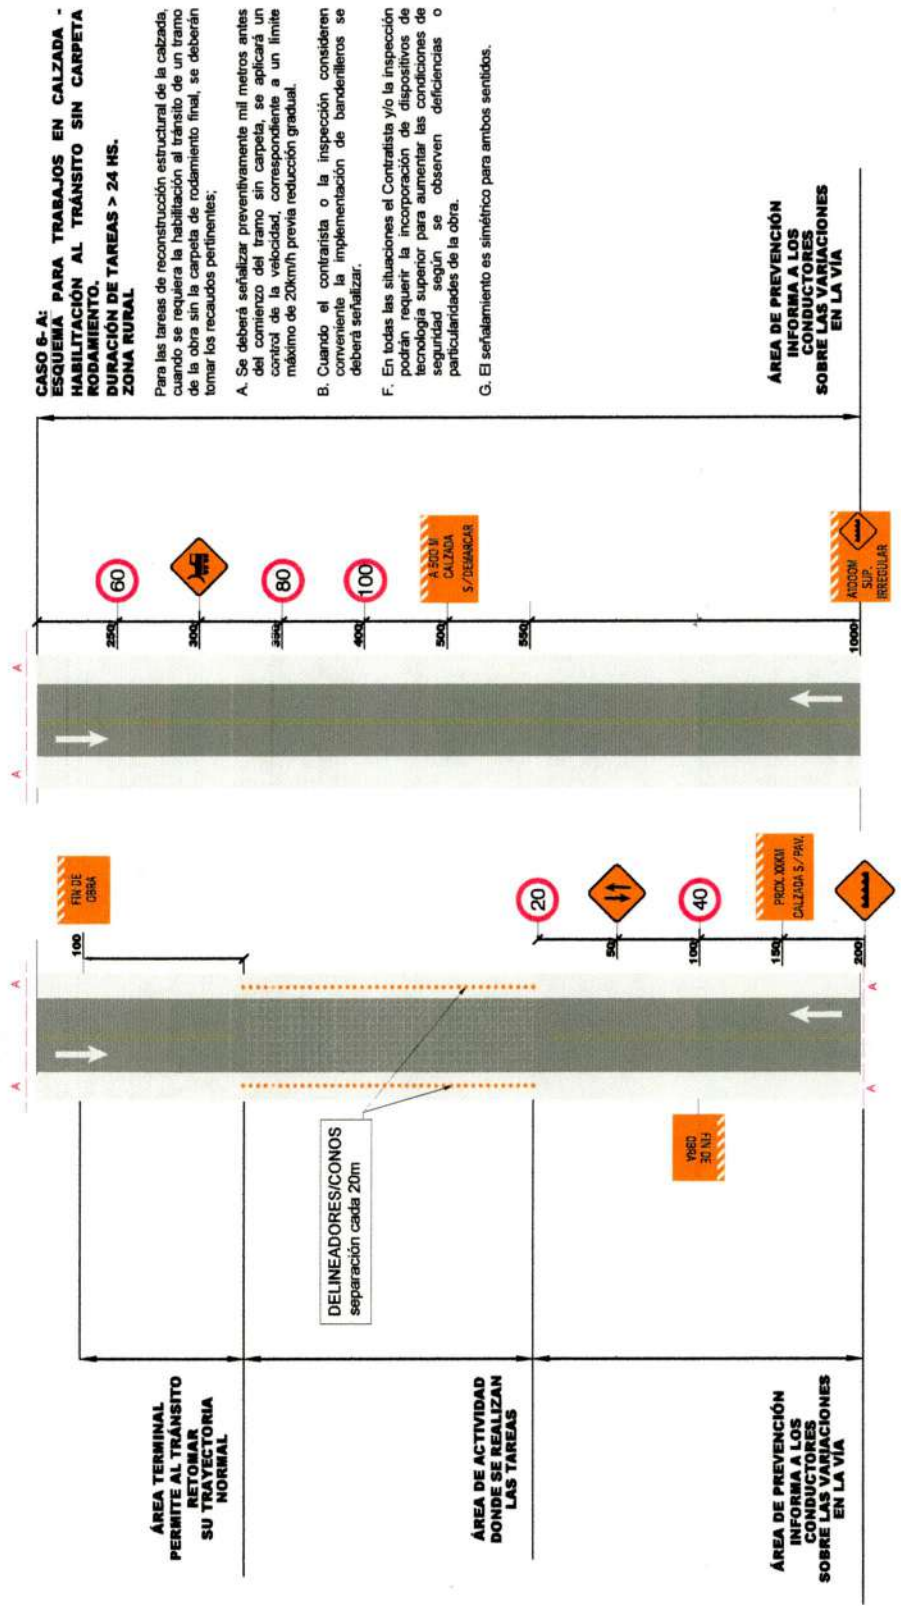 CASO 6- A:
ESQUEMA PARA TRABAJOS EN CALZADA -
HABILITACIÓN AL TRÁNSITO SIN CARPETA
RODAMIENTO.
DURACIÓN DE TAREAS > 24 HS.
ZONA RURAL
Para las tareas de reconstrucción estructural de la calzada,
cuando se requiera la habilitación al tránsito de un tramo
de la obra sin la carpeta de rodamiento final, se deberán
tomar los recaudos pertinentes;
A. Se deberá señalizar preventivamente mil metros antes
del comienzo del tramo sin carpeta, se aplicará un
control de la velocidad, correspondiente a un límite
máximo de 20km/h previa reducción gradual.
B. Cuando el contrarista o la inspección consideren
conveniente la implementación de banderilleros se
deberá señalizar.
F. En todas las situaciones el Contratista y/o la inspección
podrán requerir la incorporación de dispositivos de
tecnología superior para aumentar las condiciones de
seguridad según se observen deficiencias o
particularidades de la obra.
G. El señalamiento es simétrico para ambos sentidos.
ÁREA DE PREVENCIÓN
INFORMA A LOS
CONDUCTORES
SOBRE LAS VARIACIONES
EN LA VÍA
A
A
250
60
300
350
80
400
100
500
A 500 M
CALZADA
S/DEMARCAR
550
1000
A1000M
SUP.
IRREGULAR
A
A
100
FIN DE
OBRA
20
50
100
40
150
PROX. XXKM
CALZADA S/PAV.
200
A
A
FIN DE
OBRA
DELINEADORES/CONOS
separación cada 20m
ÁREA TERMINAL
PERMITE AL TRÁNSITO
RETOMAR
SU TRAYECTORIA
NORMAL
ÁREA DE ACTIVIDAD
DONDE SE REALIZAN
LAS TAREAS
ÁREA DE PREVENCIÓN
INFORMA A LOS
CONDUCTORES
SOBRE LAS VARIACIONES
EN LA VÍA